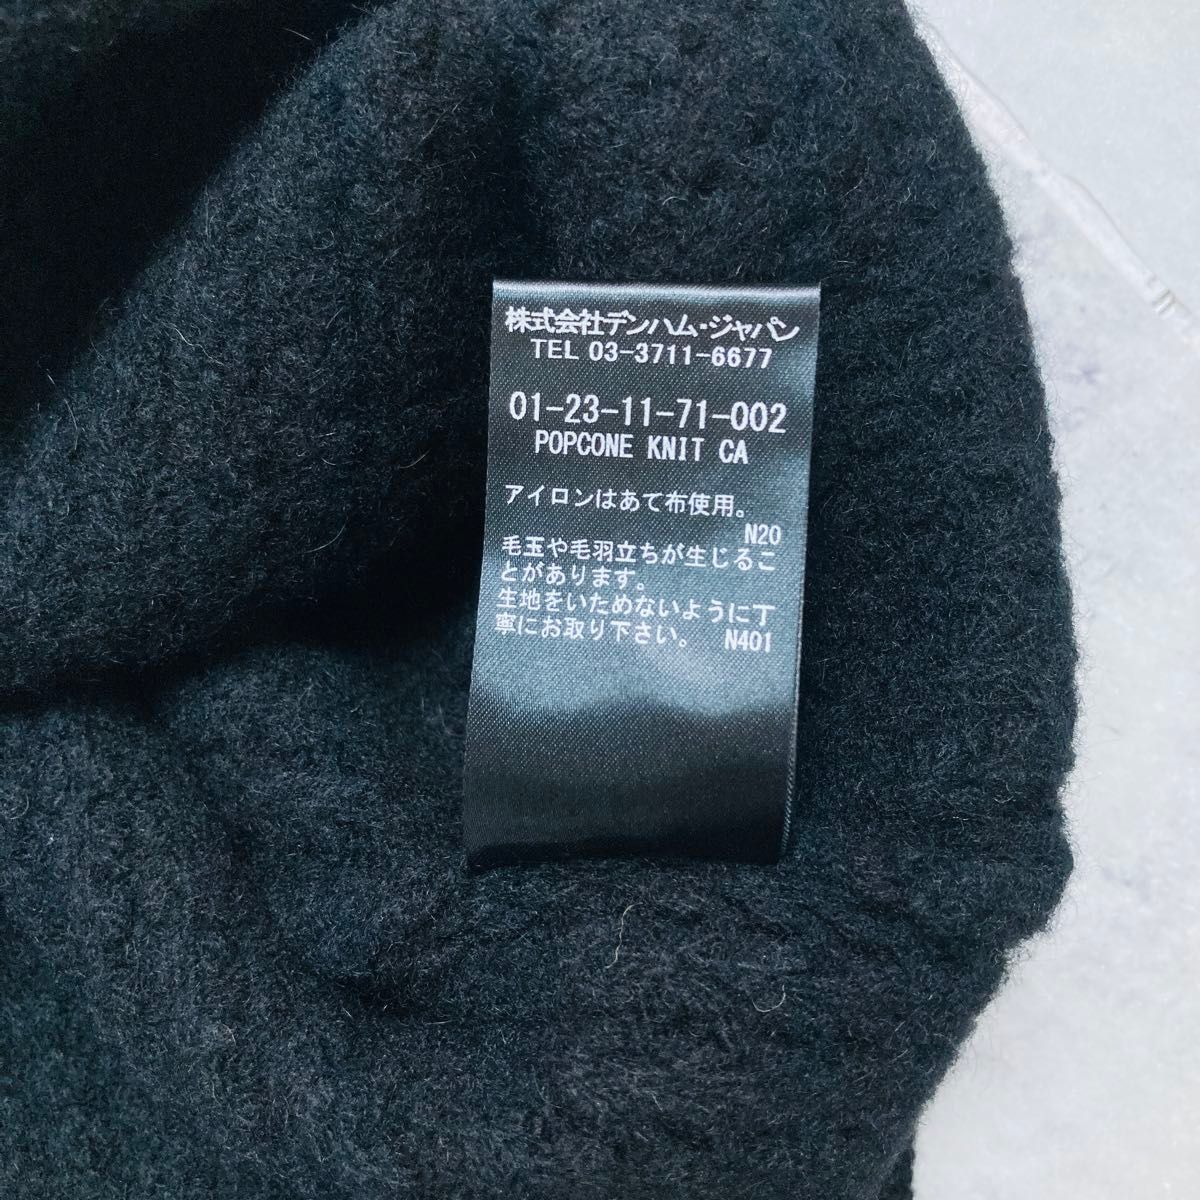 株式会社デンハム・ジャパン
TEL 03-3711-6677
01-23-11-71-002
POPCONE KNIT CA
アイロンはあて布使用。
N20
毛玉や毛羽立ちが生じるこ
とがあります。
生地をいためないように丁
寧にお取り下さい。 N401